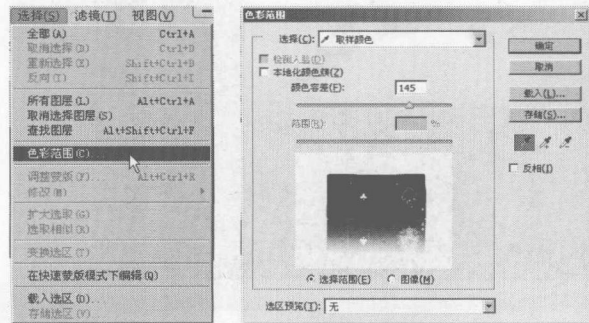 选择(S) 滤镜(T) 视图(V)
全部(A) Ctrl+A
取消选择(D) Ctrl+D
重新选择(E) Shift+Ctrl+D
反向(I) Shift+Ctrl+I
所有图层(L) Alt+Ctrl+A
取消选择图层(S)
查找图层 Alt+Shift+Ctrl+F
色彩范围(C)...
调整蒙版(F)... Alt+Ctrl+R
修改(M)
扩大选取(G)
选取相似(R)
变换选区(T)
在快速蒙版模式下编辑(Q)
载入选区(O)...
存储选区(V)...
色彩范围
选择(C): 取样颜色
检测人脸(D)
本地化颜色簇(Z)
颜色容差(F): 145
范围(R): %
选择范围(E) 图像(M)
选区预览(T): 无
确定
取消
载入(L)...
存储(S)...
反相(I)